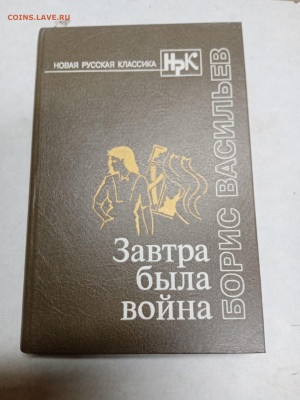 COINS.LAVE.RU
НОВАЯ РУССКАЯ КЛАССИКА
НРК
БОРИС ВАСИЛЬЕВ
Завтра
была
война